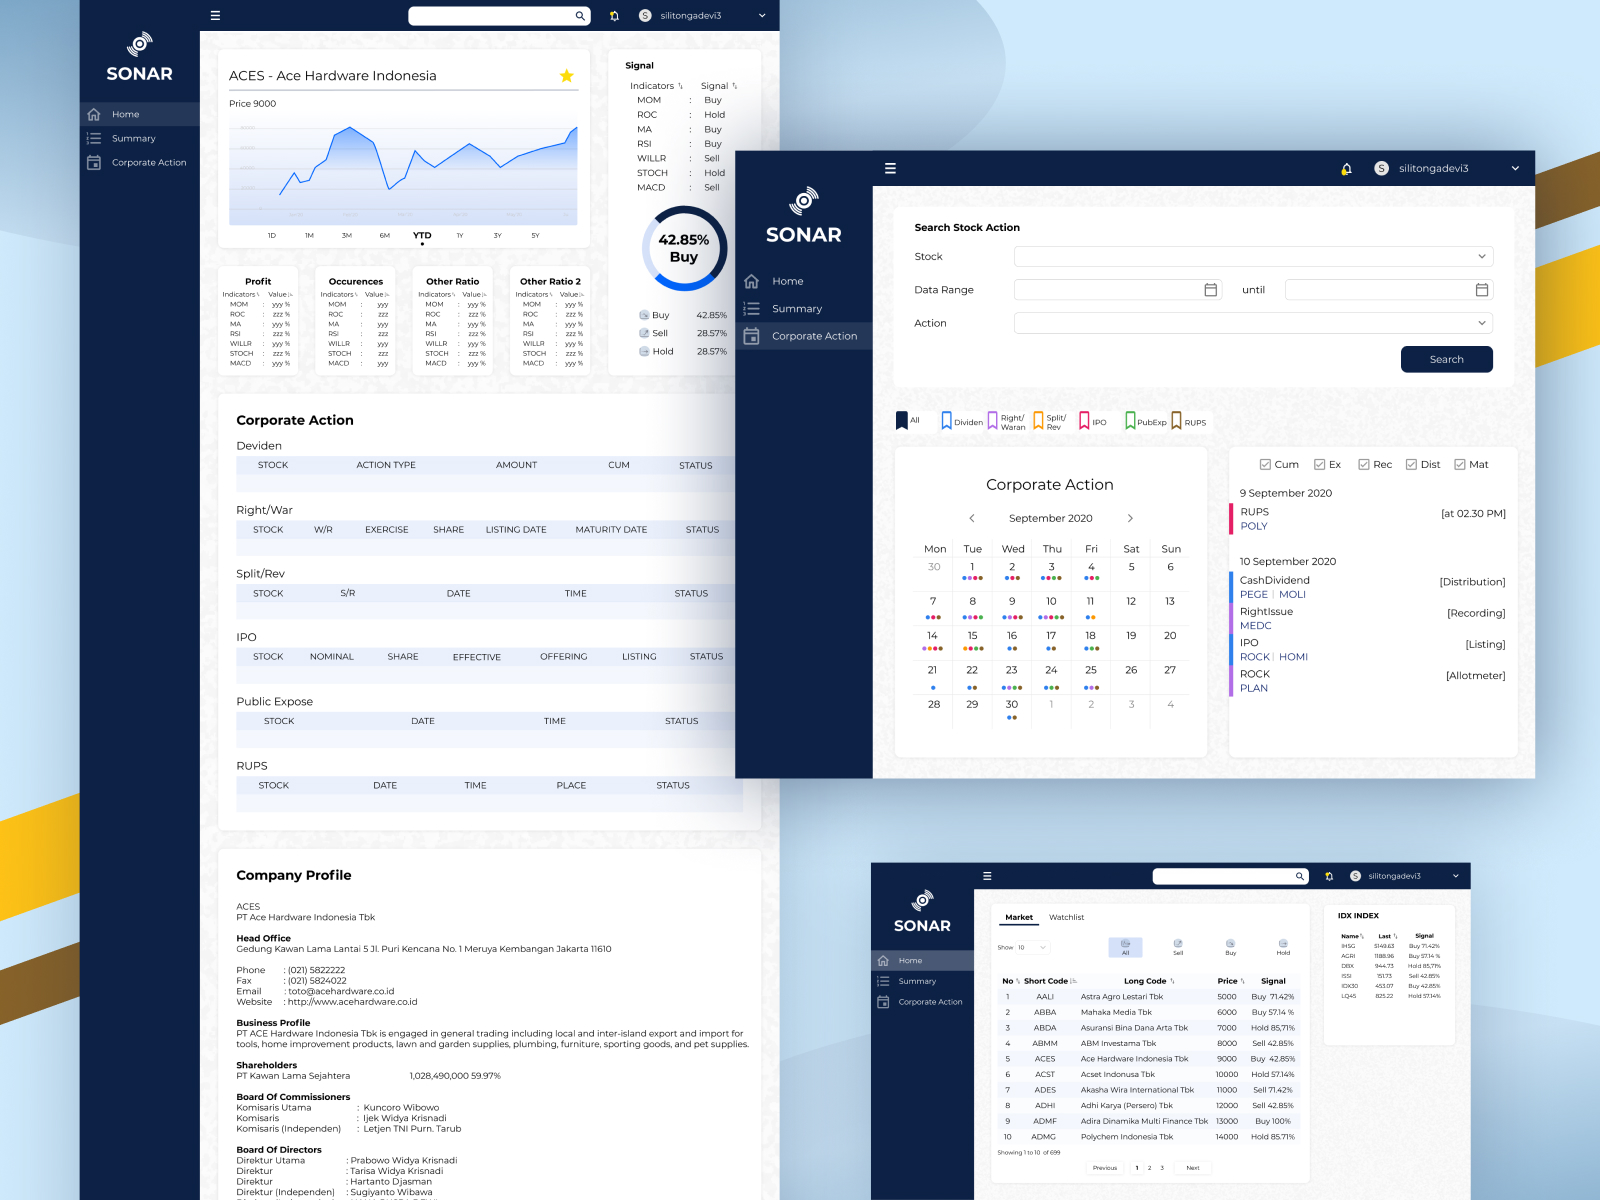 silitongadevi3
SONAR
Home
Summary
Corporate Action
ACES - Ace Hardware Indonesia
Price 9000
1D 1M 3M 6M YTD 1Y 3Y 5Y
Signal
Indicators Signal
MOM : Buy
ROC : Hold
MA : Buy
RSI : Buy
WILLR : Sell
STOCH : Hold
MACD : Sell
42.85%
Buy
Buy 42.85%
Sell 28.57%
Hold 28.57%
Profit
Indicators Value
MOM : yyy %
ROC : zzz %
MA : yyy %
RSI : zzz %
WILLR : yyy %
STOCH : zzz %
MACD : yyy %
Occurences
Indicators Value
MOM : yyy
ROC : zzz
MA : yyy
RSI : zzz
WILLR : yyy
STOCH : zzz
MACD : yyy
Other Ratio
Indicators Value
MOM : yyy %
ROC : zzz %
MA : yyy %
RSI : zzz %
WILLR : yyy %
STOCH : zzz %
MACD : yyy %
Other Ratio 2
Indicators Value
MOM : yyy %
ROC : zzz %
MA : yyy %
RSI : zzz %
WILLR : yyy %
STOCH : zzz %
MACD : yyy %
Corporate Action
Deviden
STOCK ACTION TYPE AMOUNT CUM STATUS
Right/War
STOCK W/R EXERCISE SHARE LISTING DATE MATURITY DATE STATUS
Split/Rev
STOCK S/R DATE TIME STATUS
IPO
STOCK NOMINAL SHARE EFFECTIVE OFFERING LISTING STATUS
Public Expose
STOCK DATE TIME STATUS
RUPS
STOCK DATE TIME PLACE STATUS
Company Profile
ACES
PT Ace Hardware Indonesia Tbk
Head Office
Gedung Kawan Lama Lantai 5 Jl. Puri Kencana No. 1 Meruya Kembangan Jakarta 11610
Phone : (021) 5822222
Fax : (021) 5824022
Email : toto@acehardware.co.id
Website : http://www.acehardware.co.id
Business Profile
PT ACE Hardware Indonesia Tbk is engaged in general trading including local and inter-island export and import for
tools, home improvement products, lawn and garden supplies, plumbing, furniture, sporting goods, and pet supplies.
Shareholders
PT Kawan Lama Sejahtera 1,028,490,000 59.97%
Board Of Commissioners
Komisaris Utama : Kuncoro Wibowo
Komisaris : Ijek Widya Krisnadi
Komisaris (Independen) : Letjen TNI Purn. Tarub
Board Of Directors
Direktur Utama : Prabowo Widya Krisnadi
Direktur : Tarisa Widya Krisnadi
Direktur : Hartanto Djasman
Direktur (Independen) : Sugiyanto Wibawa
S silitongadevi3
SONAR
Home
Summary
Corporate Action
Search Stock Action
Stock
Data Range until
Action
Search
All
Dividen
Right/
Waran
Split/
Rev
IPO
PubExp
RUPS
Corporate Action
September 2020
Mon Tue Wed Thu Fri Sat Sun
30 1 2 3 4 5 6
7 8 9 10 11 12 13
14 15 16 17 18 19 20
21 22 23 24 25 26 27
28 29 30 1 2 3 4
Cum Ex Rec Dist Mat
9 September 2020
RUPS [at 02.30 PM]
POLY
10 September 2020
CashDividend [Distribution]
PEGE | MOLI
RightIssue [Recording]
MEDC
IPO [Listing]
ROCK | HOMI
ROCK [Allotmeter]
PLAN
S silitongadevi3
SONAR
Home
Summary
Corporate Action
Market Watchlist
Show 10
All Sell Buy Hold
No Short Code Long Code Price Signal
1 AALI Astra Agro Lestari Tbk 5000 Buy 71.42%
2 ABBA Mahaka Media Tbk 6000 Buy 57.14 %
3 ABDA Asuransi Bina Dana Arta Tbk 7000 Hold 85,71%
4 ABMM ABM Investama Tbk 8000 Sell 42.85%
5 ACES Ace Hardware Indonesia Tbk 9000 Buy 42.85%
6 ACST Acset Indonusa Tbk 10000 Hold 57.14%
7 ADES Akasha Wira International Tbk 11000 Sell 71.42%
8 ADHI Adhi Karya (Persero) Tbk 12000 Sell 42.85%
9 ADMF Adira Dinamika Multi Finance Tbk 13000 Buy 100%
10 ADMG Polychem Indonesia Tbk 14000 Hold 85.71%
Showing 1 to 10 of 699
Previous 1 2 3 Next
IDX INDEX
Name Last Signal
IHSG 5149.63 Buy 71.42%
AGRI 1188.96 Buy 57.14 %
DBX 944.73 Hold 85,71%
ISSI 151.73 Sell 42.85%
IDX30 453.07 Buy 42.85%
LQ45 825.22 Hold 57.14%